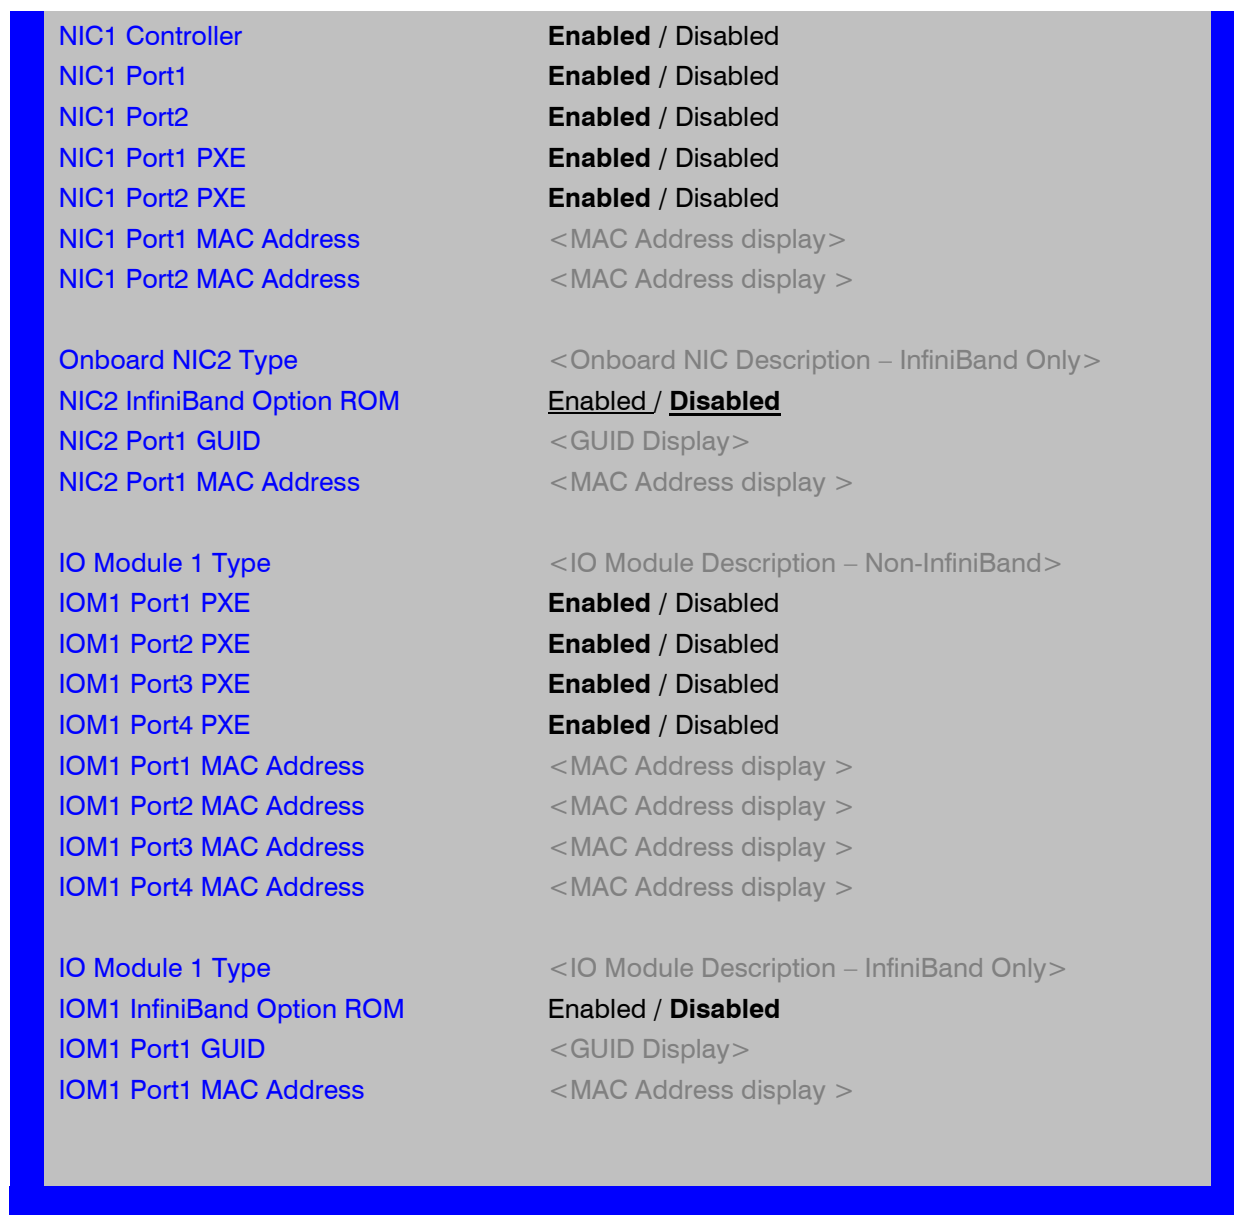 NIC1 Controller Enabled / Disabled
NIC1 Port1 Enabled / Disabled
NIC1 Port2 Enabled / Disabled
NIC1 Port1 PXE Enabled / Disabled
NIC1 Port2 PXE Enabled / Disabled
NIC1 Port1 MAC Address <MAC Address display>
NIC1 Port2 MAC Address <MAC Address display >
Onboard NIC2 Type <Onboard NIC Description – InfiniBand Only>
NIC2 InfiniBand Option ROM Enabled / Disabled
NIC2 Port1 GUID <GUID Display>
NIC2 Port1 MAC Address <MAC Address display >
IO Module 1 Type <IO Module Description – Non-InfiniBand>
IOM1 Port1 PXE Enabled / Disabled
IOM1 Port2 PXE Enabled / Disabled
IOM1 Port3 PXE Enabled / Disabled
IOM1 Port4 PXE Enabled / Disabled
IOM1 Port1 MAC Address <MAC Address display >
IOM1 Port2 MAC Address <MAC Address display >
IOM1 Port3 MAC Address <MAC Address display >
IOM1 Port4 MAC Address <MAC Address display >
IO Module 1 Type <IO Module Description – InfiniBand Only>
IOM1 InfiniBand Option ROM Enabled / Disabled
IOM1 Port1 GUID <GUID Display>
IOM1 Port1 MAC Address <MAC Address display >